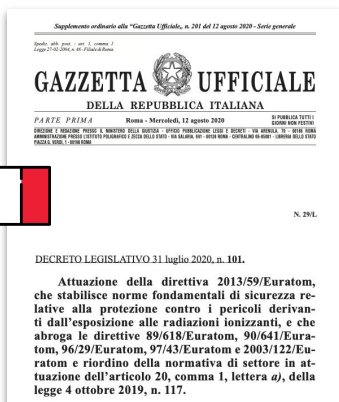 Supplemento ordinario alla “Gazzetta Ufficiale„ n. 201 del 12 agosto 2020 - Serie generale
Spediz. abb. post. - art. 1, comma 1
Legge 27-02-2004, n. 46 - Filiale di Roma
GAZZETTA UFFICIALE
DELLA REPUBBLICA ITALIANA
PARTE PRIMA Roma - Mercoledì, 12 agosto 2020 SI PUBBLICA TUTTI I
GIORNI NON FESTIVI
DIREZIONE E REDAZIONE PRESSO IL MINISTERO DELLA GIUSTIZIA - UFFICIO PUBBLICAZIONE LEGGI E DECRETI - VIA ARENULA, 70 - 00186 ROMA
AMMINISTRAZIONE PRESSO L'ISTITUTO POLIGRAFICO E ZECCA DELLO STATO - VIA SALARIA, 691 - 00138 ROMA - CENTRALINO 06-85081 - LIBRERIA DELLO STATO
PIAZZA G. VERDI, 1 - 00198 ROMA
N. 29/L
DECRETO LEGISLATIVO 31 luglio 2020, n. 101.
Attuazione della direttiva 2013/59/Euratom,
che stabilisce norme fondamentali di sicurezza re-
lative alla protezione contro i pericoli derivan-
ti dall'esposizione alle radiazioni ionizzanti, e che
abroga le direttive 89/618/Euratom, 90/641/Eura-
tom, 96/29/Euratom, 97/43/Euratom e 2003/122/Eu-
ratom e riordino della normativa di settore in at-
tuazione dell'articolo 20, comma 1, lettera a), della
legge 4 ottobre 2019, n. 117.